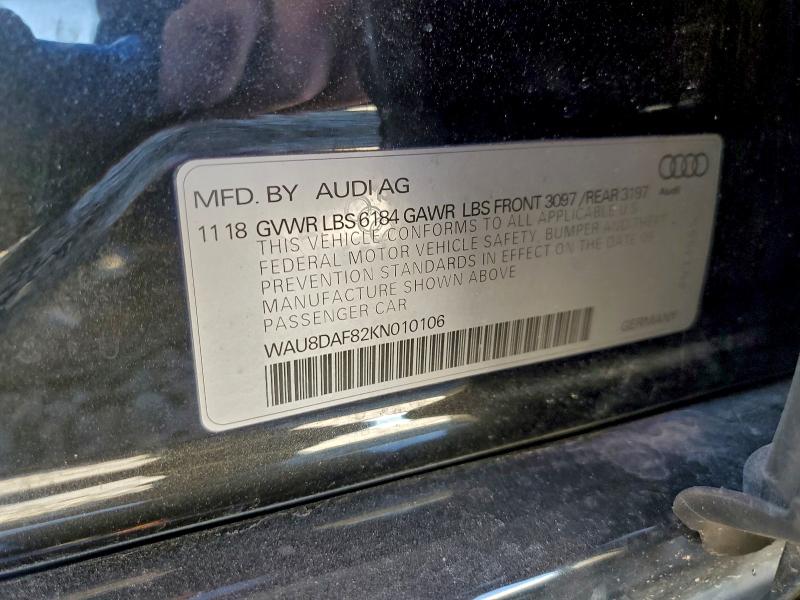 MFD. BY AUDI AG
Audi
11 18 GVWR LBS 6184 GAWR LBS FRONT 3097 / REAR 3197
THIS VEHICLE CONFORMS TO ALL APPLICABLE U.S.
FEDERAL MOTOR VEHICLE SAFETY, BUMPER AND THEFT
PREVENTION STANDARDS IN EFFECT ON THE DATE OF
MANUFACTURE SHOWN ABOVE
PASSENGER CAR
WAU8DAF82KN010106
GERMANY